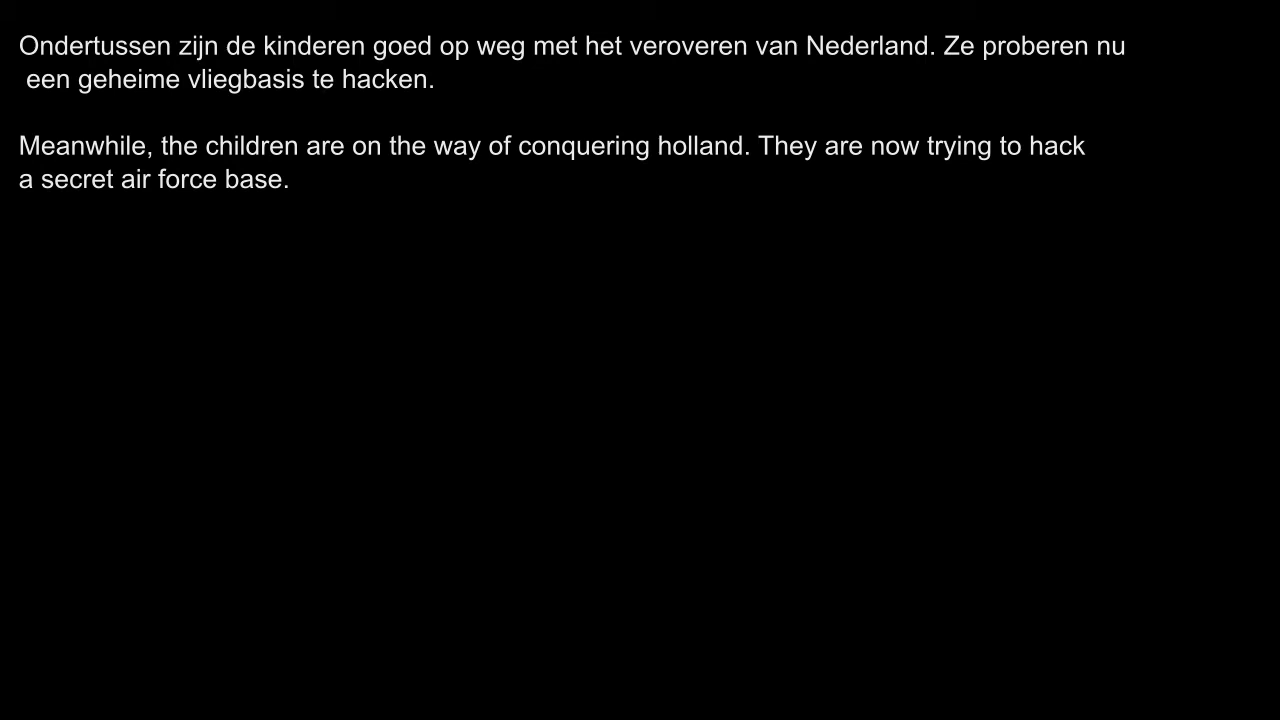 Ondertussen zijn de kinderen goed op weg met het veroveren van Nederland. Ze proberen nu
een geheime vliegbasis te hacken.
Meanwhile, the children are on the way of conquering holland. They are now trying to hack
a secret air force base.